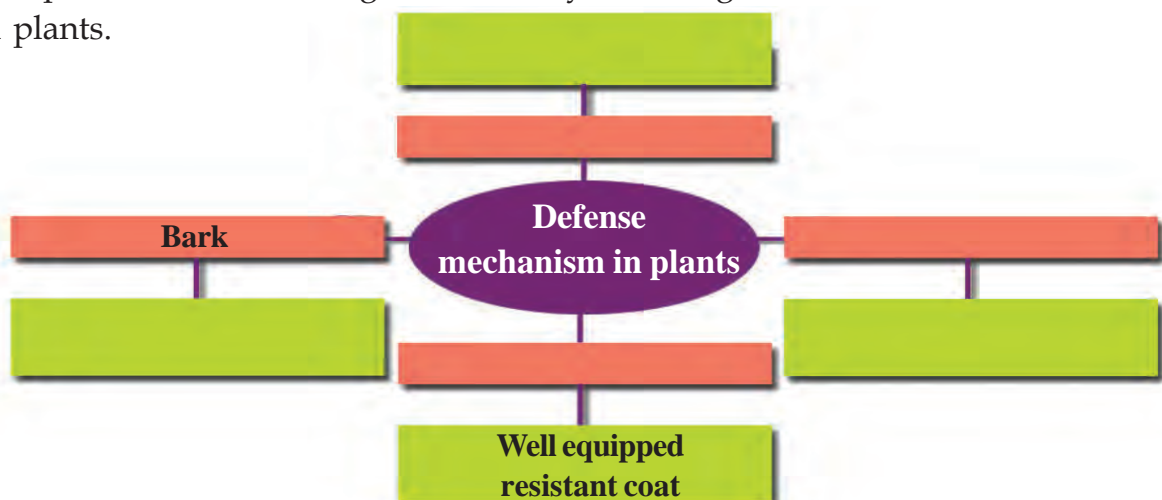 plants.
Bark
Defense
mechanism in plants
Well equipped
resistant coat